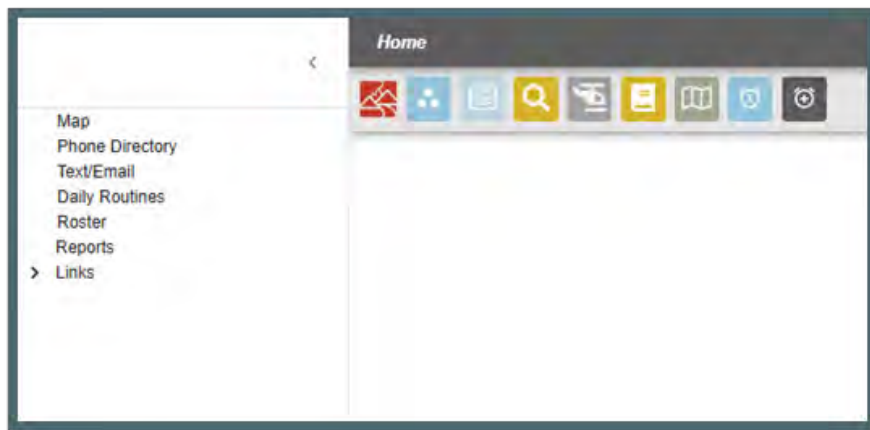 Home
Map
Phone Directory
Text/Email
Daily Routines
Roster
Reports
Links